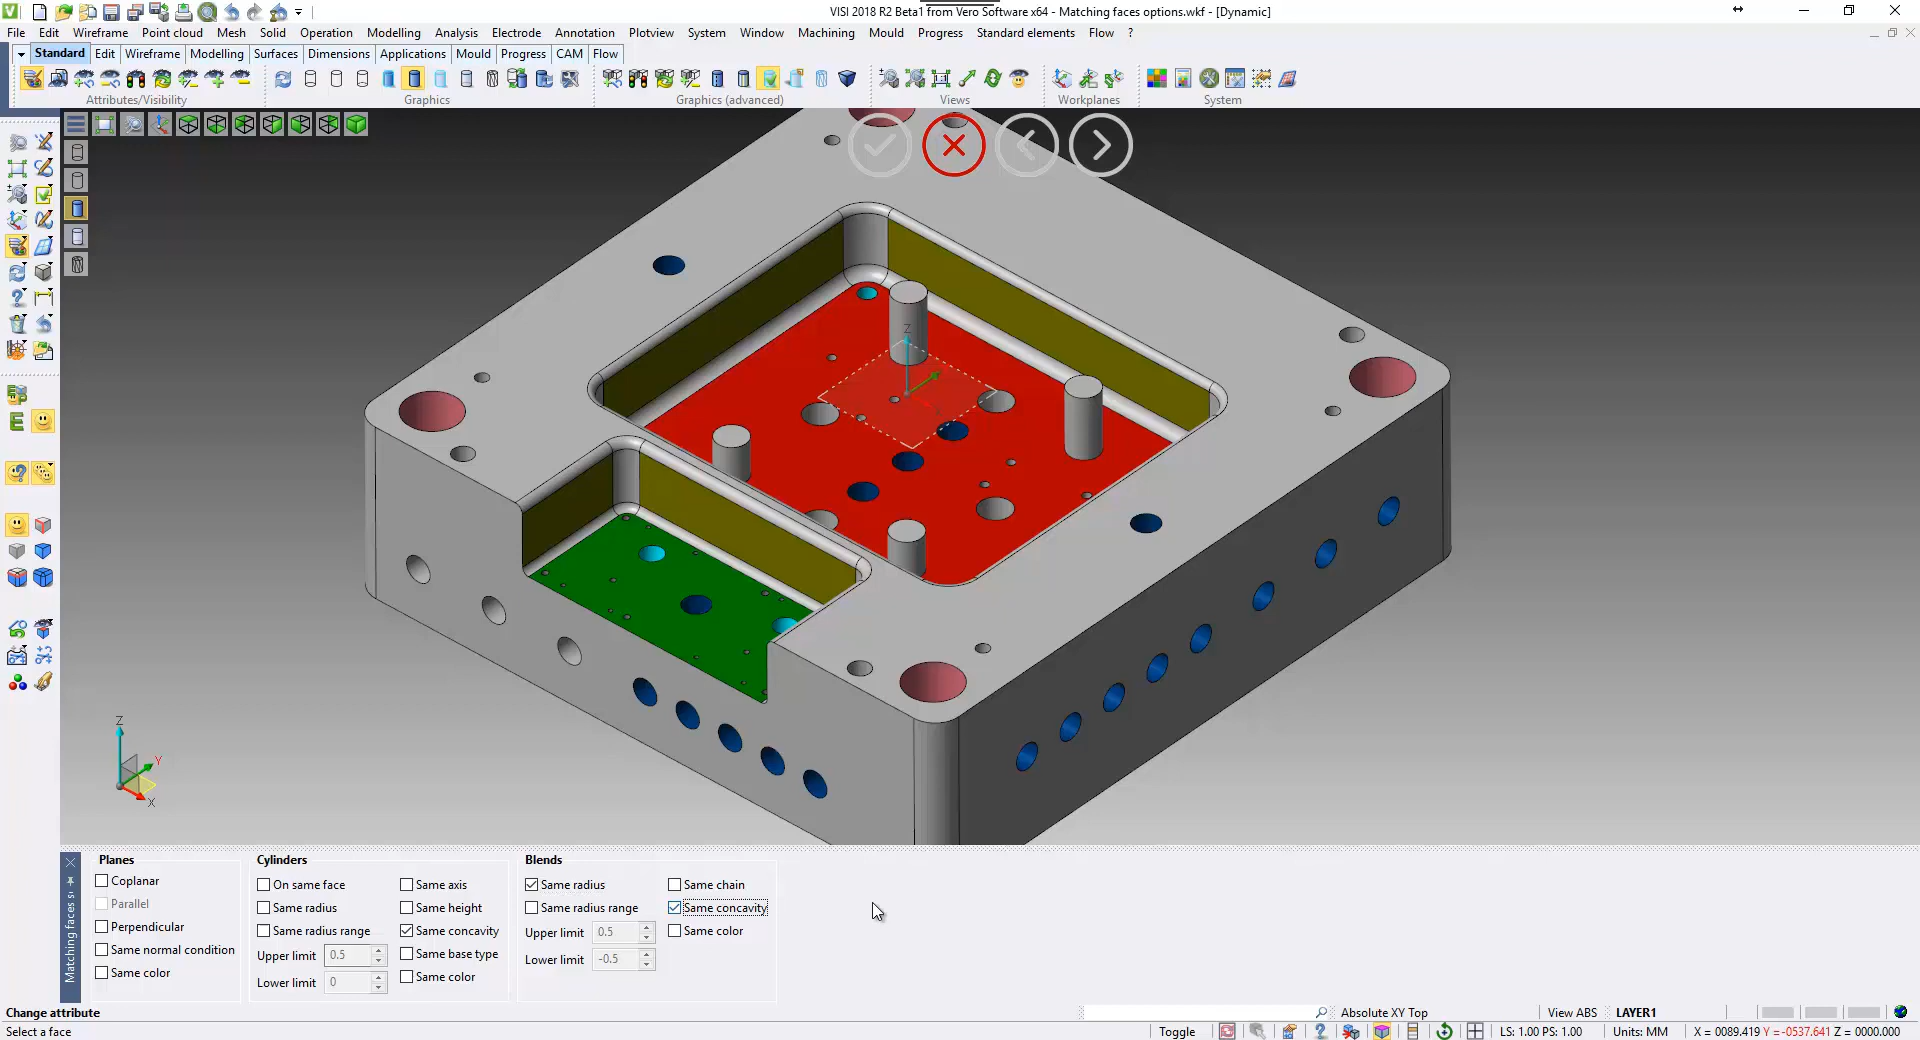 VISI 2018 R2 Beta1 from Vero Software x64 - Matching faces options.wkf - [Dynamic]
File Edit Wireframe Point cloud Mesh Solid Operation Modelling Analysis Electrode Annotation Plotview System Window Machining Mould Progress Standard elements Flow ?
Standard Edit Wireframe Modelling Surfaces Dimensions Applications Mould Progress CAM Flow
Attributes/Visibility Graphics Graphics (advanced) Views Workplanes System
Z
Z
Y
X
Planes Cylinders Blends
Coplanar On same face Same axis Same radius Same chain
Parallel Same radius Same height Same radius range Same concavity
Perpendicular Same radius range Same concavity Upper limit 0.5 Same color
Same normal condition Upper limit 0.5 Same base type Lower limit -0.5
Same color Lower limit 0 Same color
Matching faces s
Change attribute Absolute XY Top View ABS LAYER1
Select a face Toggle LS: 1.00 PS: 1.00 Units: MM X = 0089.419 Y =-0537.641 Z = 0000.000